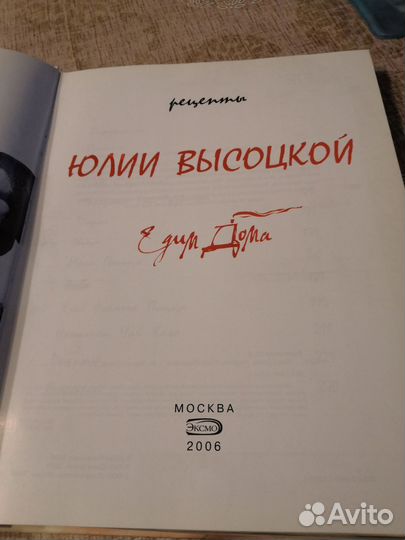 рецепты
ЮЛИИ ВЫСОЦКОЙ
Едим Дома
МОСКВА
ЭКСМО
2006
Avito